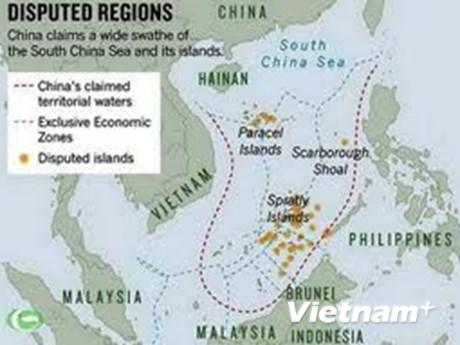 DISPUTED REGIONS
China claims a wide swathe of
the South China Sea and its islands.
China's claimed
territorial waters
Exclusive Economic
Zones
Disputed islands
CHINA
South
China Sea
HAINAN
Paracel
Islands
Scarborough
Shoal
VIETNAM
Spratly
Islands
PHILIPPINES
MALAYSIA
BRUNEI
Vietnam+
MALAYSIA
INDONESIA